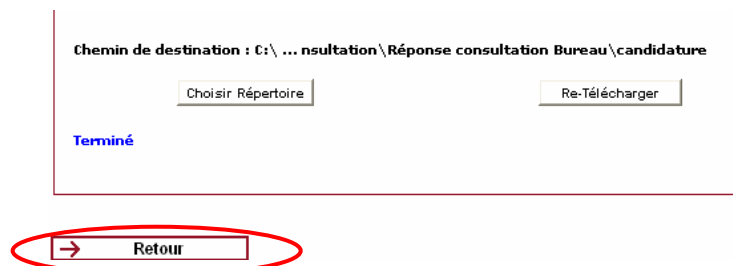 Chemin de destination : C:\ ... nsultation\Réponse consultation Bureau\candidature
Choisir Répertoire Re-Télécharger
Terminé
Retour